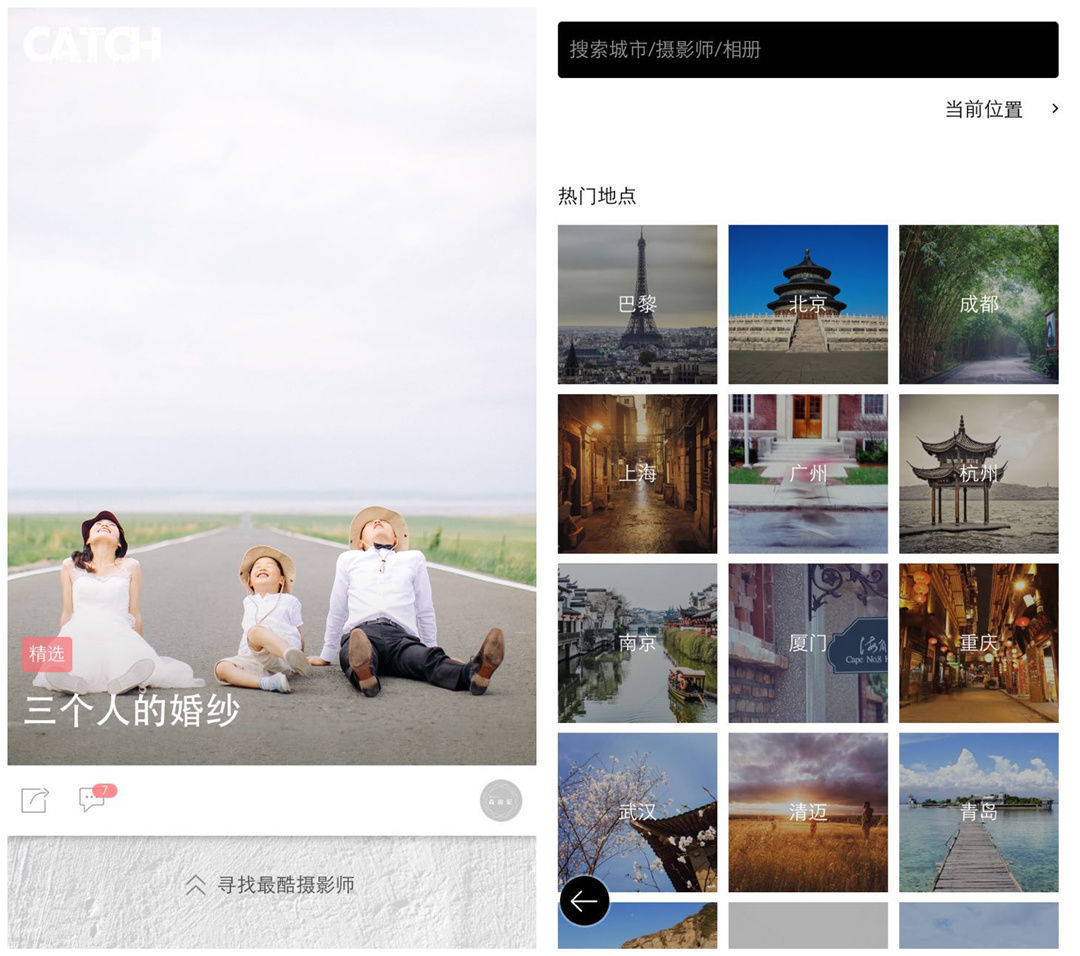 CATCH
精选
三个人的婚纱
7
寻找最酷摄影师
搜索城市/摄影师/相册
当前位置
热门地点
巴黎
北京
成都
上海
广州
杭州
南京
厦门
Cape No.8
重庆
武汉
清迈
青岛